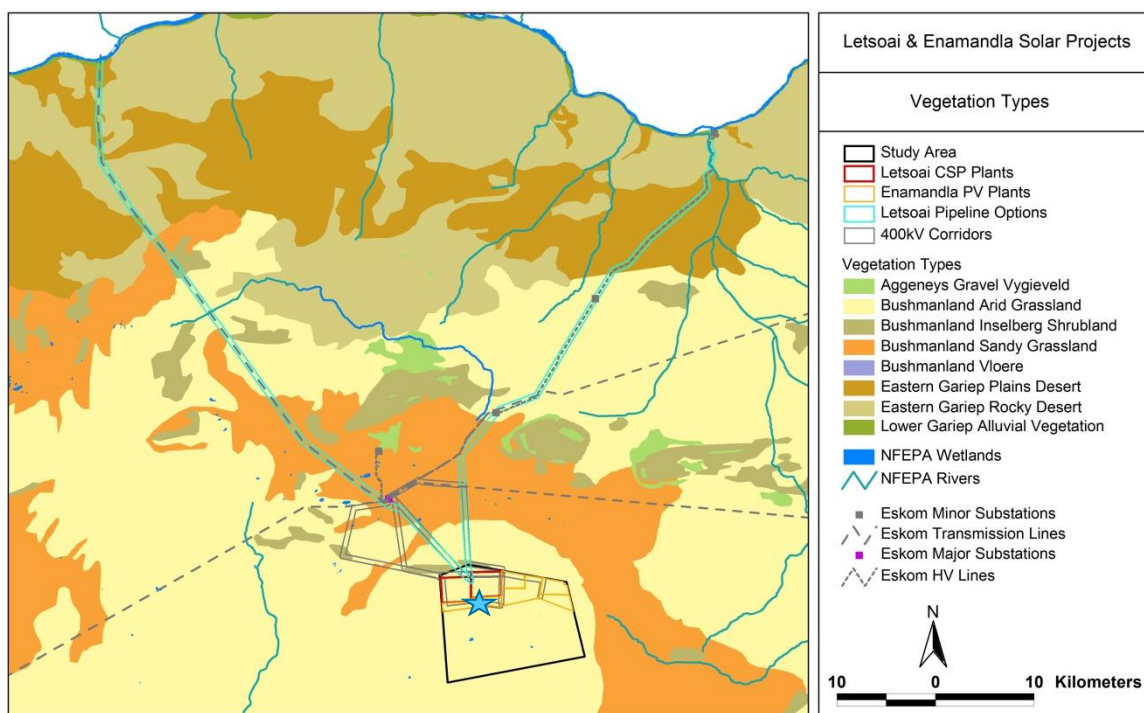 Letsoai & Enamandla Solar Projects
Vegetation Types
Study Area
Letsoai CSP Plants
Enamandla PV Plants
Letsoai Pipeline Options
400kV Corridors
Vegetation Types
Aggeneys Gravel Vygieveld
Bushmanland Arid Grassland
Bushmanland Inselberg Shrubland
Bushmanland Sandy Grassland
Bushmanland Vloere
Eastern Gariep Plains Desert
Eastern Gariep Rocky Desert
Lower Gariep Alluvial Vegetation
NFEPA Wetlands
NFEPA Rivers
Eskom Minor Substations
Eskom Transmission Lines
Eskom Major Substations
Eskom HV Lines
N
10 0 10 Kilometers